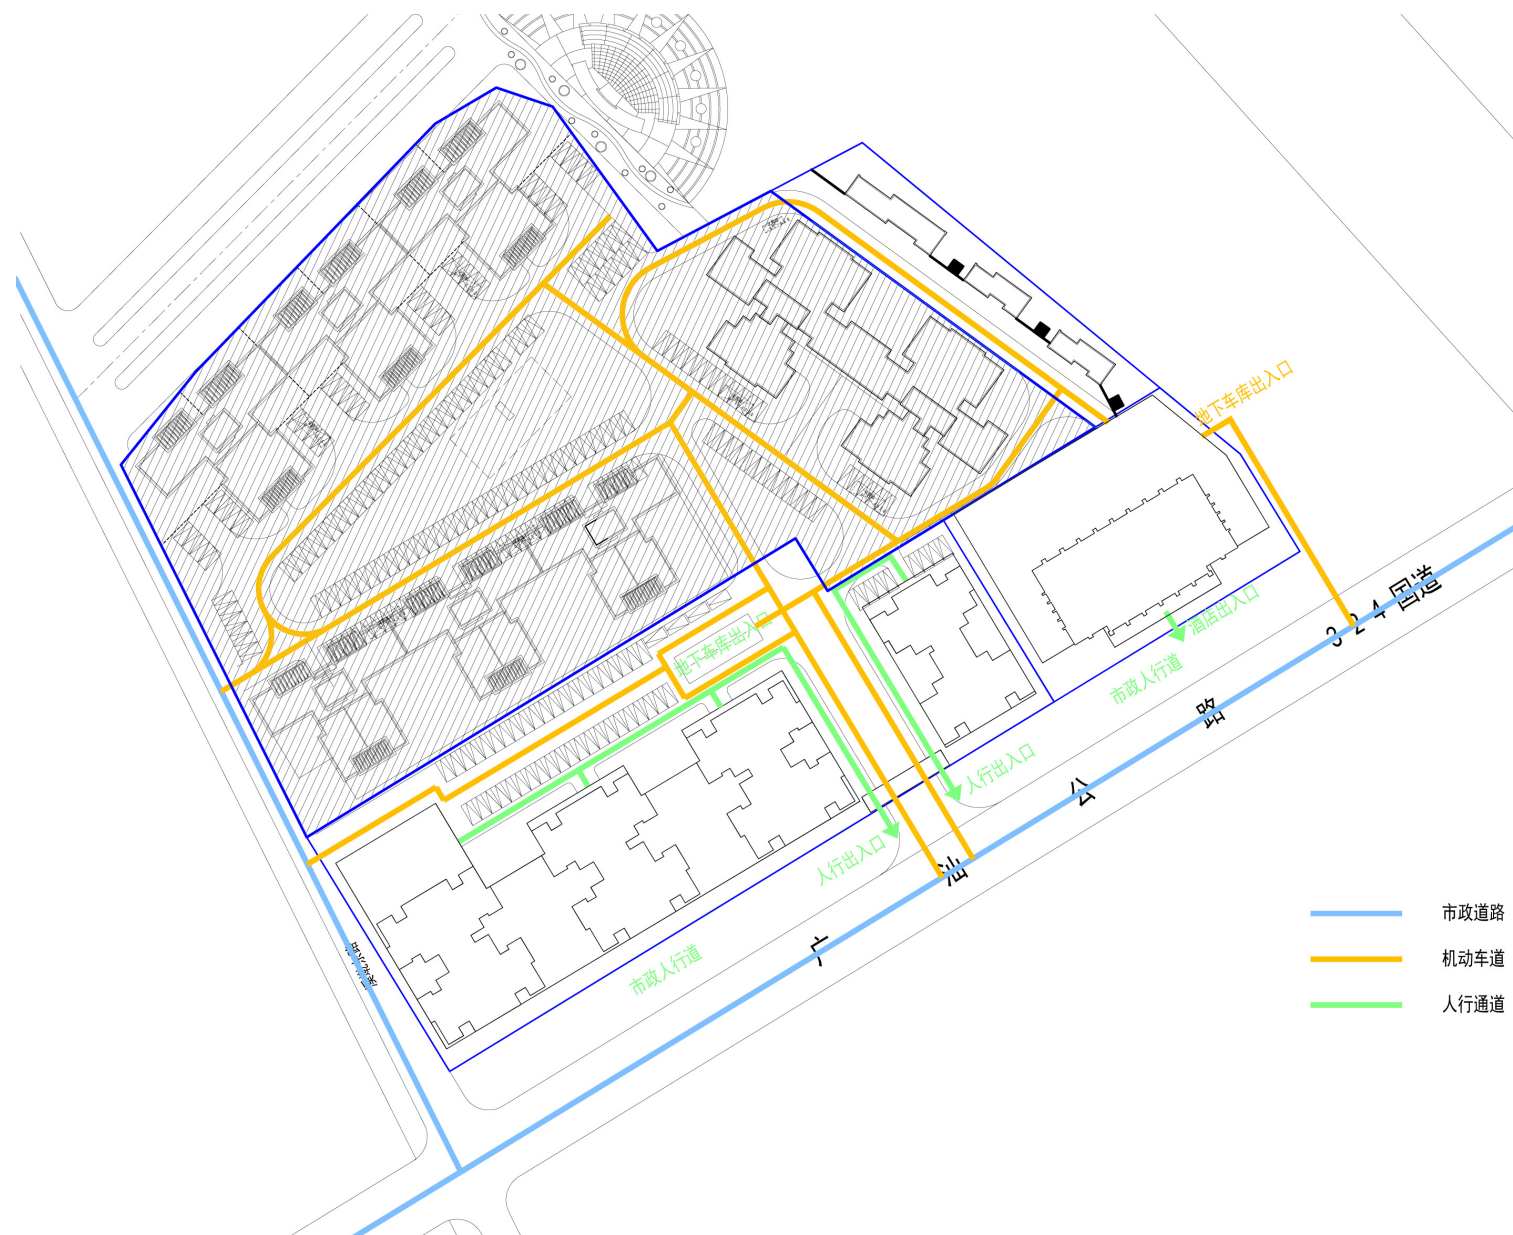 地下车库出入口
324国道
酒店出入口
市政人行道
地下车库出入口
路
人行出入口
公
人行出入口
汕
广
市政人行道
市政道路
机动车道
人行通道